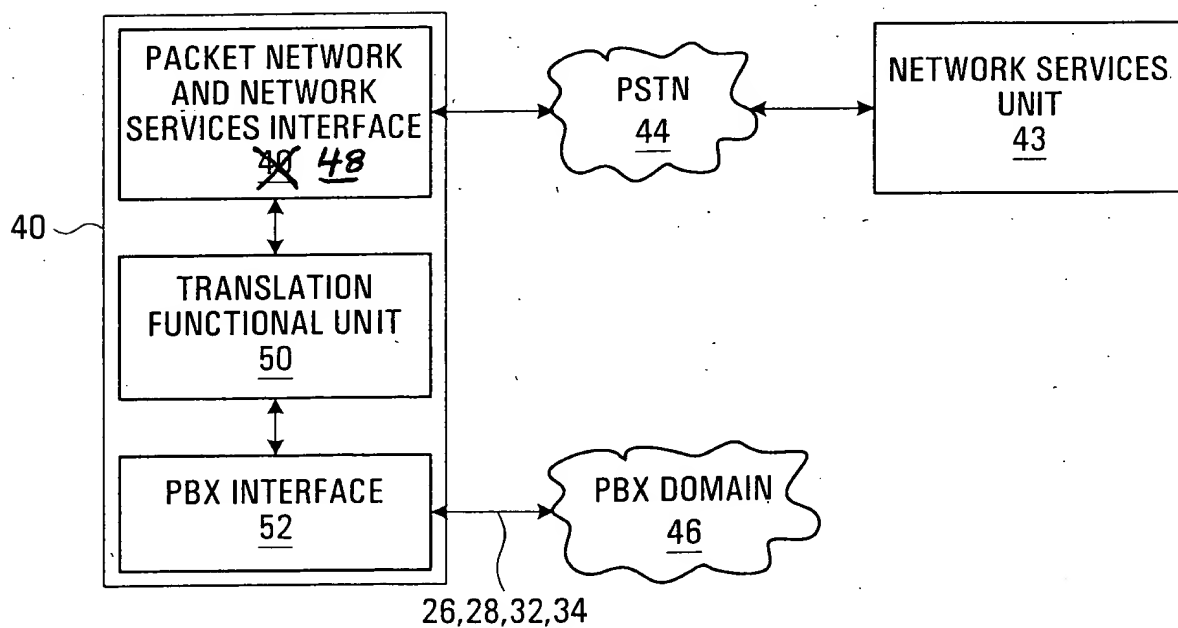 PACKET NETWORK
AND NETWORK
SERVICES INTERFACE
40 48
PSTN
44
NETWORK SERVICES
UNIT
43
40
TRANSLATION
FUNCTIONAL UNIT
50
PBX INTERFACE
52
PBX DOMAIN
46
26,28,32,34